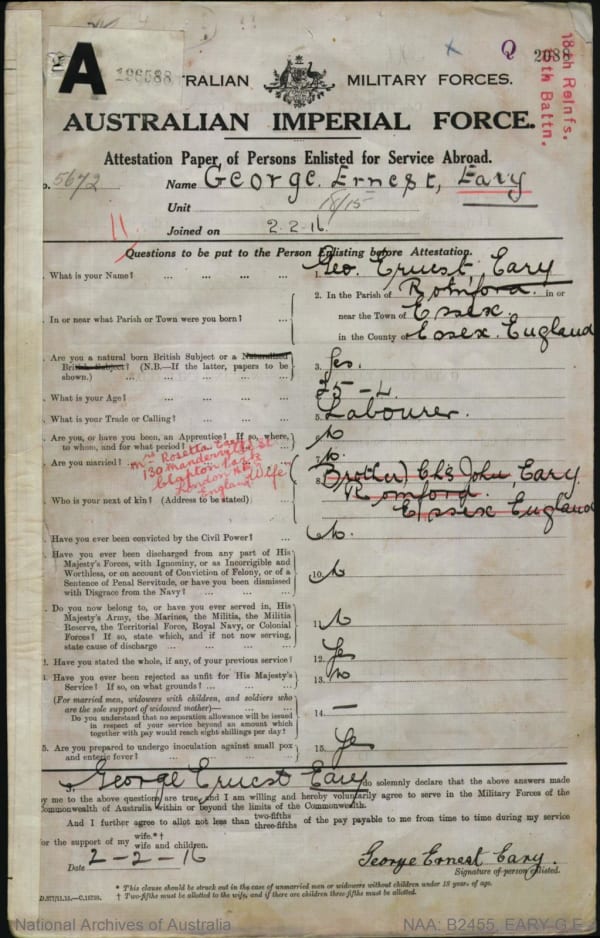 A
196588
Q
2088
18th Reinfs.
15th Battn.
TRALIAN MILITARY FORCES.
AUSTRALIAN IMPERIAL FORCE.
Attestation Paper of Persons Enlisted for Service Abroad.
o. 5672 Name George Ernest, Eary
Unit 18/15
Joined on 2.2.16
11
Questions to be put to the Person Enlisting before Attestation.
. What is your Name? ... ... ... 1. Geo. Ernest, Eary
. In or near what Parish or Town were you born? ... 2. In the Parish of Romford. in or
near the Town of Essex.
in the County of Essex. England
. Are you a natural born British Subject or a Naturalised
British Subject? (N.B.—If the latter, papers to be
shown.) ... ... ... ... ... 3. Yes.
. What is your Age? ... ... ... 25-4
. What is your Trade or Calling? ... ... ... 5. Labourer.
. Are you, or have you been, an Apprentice? If so, where,
to whom, and for what period? ... ... No
. Are you married? ... 7. No.
Mrs Rosetta Eary
130 Mandeville St
Clapton Park
London N.E.
England Wife
. Who is your next of kin? (Address to be stated) ... 8. (Brother) Chs John, Eary.
Romford.
Essex England
. Have you ever been convicted by the Civil Power? ... No.
. Have you ever been discharged from any part of His
Majesty's Forces, with Ignominy, or as Incorrigible and
Worthless, or on account of Conviction of Felony, or of a
Sentence of Penal Servitude, or have you been dismissed
with Disgrace from the Navy? ... ... ... 10. No
. Do you now belong to, or have you ever served in, His
Majesty's Army, the Marines, the Militia, the Militia
Reserve, the Territorial Force, Royal Navy, or Colonial
Forces? If so, state which, and if not now serving,
state cause of discharge ... ... ... 11. No
2. Have you stated the whole, if any, of your previous service? 12. Yes
. Have you ever been rejected as unfit for His Majesty's
Service? If so, on what grounds? ... ... ... 13. No
(For married men, widowers with children, and soldiers who
are the sole support of widowed mother)—
Do you understand that no separation allowance will be issued
in respect of your service beyond an amount which
together with pay would reach eight shillings per day? 14. —
5. Are you prepared to undergo inoculation against small pox
and enteric fever? ... ... ... ... 15. Yes
George Ernest Eary do solemnly declare that the above answers made
by me to the above questions are true, and I am willing and hereby voluntarily agree to serve in the Military Forces of the
Commonwealth of Australia within or beyond the limits of the Commonwealth.
And I further agree to allot not less than two-fifths three-fifths of the pay payable to me from time to time during my service
for the support of my wife.*† wife and children.
Date 2-2-16 George Ernest Eary.
Signature of person enlisted.
* This clause should be struck out in the case of unmarried men or widowers without children under 18 years of age.
† Two-fifths must be allotted to the wife, and if there are children three-fifths must be allotted.
National Archives of Australia NAA: B2455, EARY G E